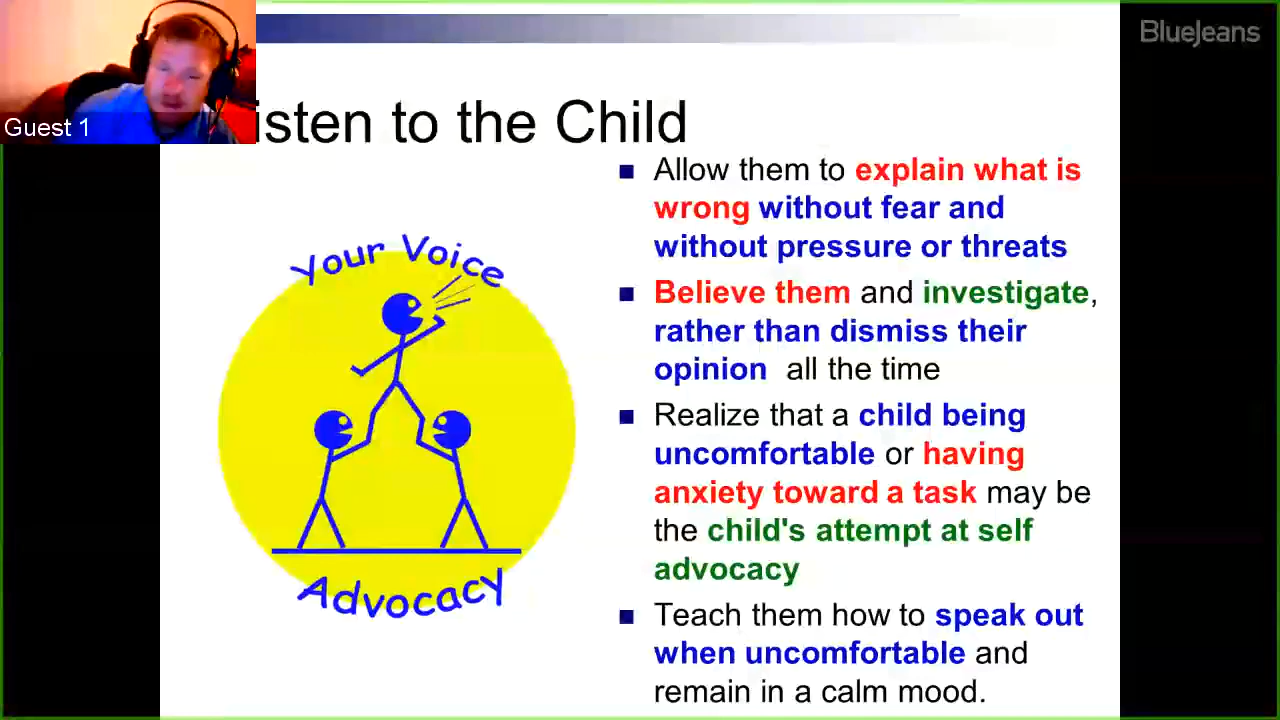 BlueJeans
Guest 1
isten to the Child
Your Voice
Advocacy
Allow them to explain what is
wrong without fear and
without pressure or threats
Believe them and investigate,
rather than dismiss their
opinion all the time
Realize that a child being
uncomfortable or having
anxiety toward a task may be
the child's attempt at self
advocacy
Teach them how to speak out
when uncomfortable and
remain in a calm mood.